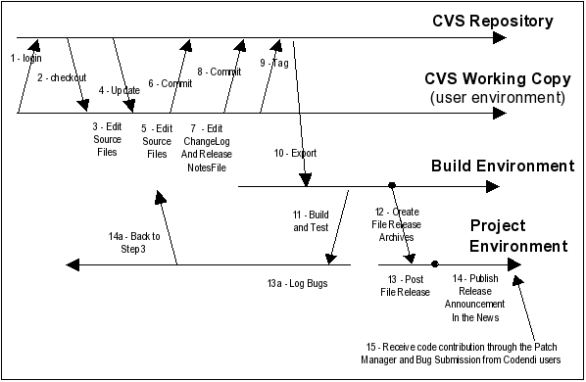 CVS Repository
1 - login
2 - checkout
4 - Update
6 - Commit
8 - Commit
9 - Tag
CVS Working Copy
(user environment)
3 - Edit
Source
Files
5 - Edit
Source
Files
7 - Edit
ChangeLog
And Release
NotesFile
10 - Export
Build Environment
11 - Build
and Test
12 - Create
File Release
Archives
Project
Environment
14a - Back to
Step 3
13a - Log Bugs
13 - Post
File Release
14 - Publish
Release
Announcement
In the News
15 - Receive code contribution through the Patch
Manager and Bug Submission from Codendi users